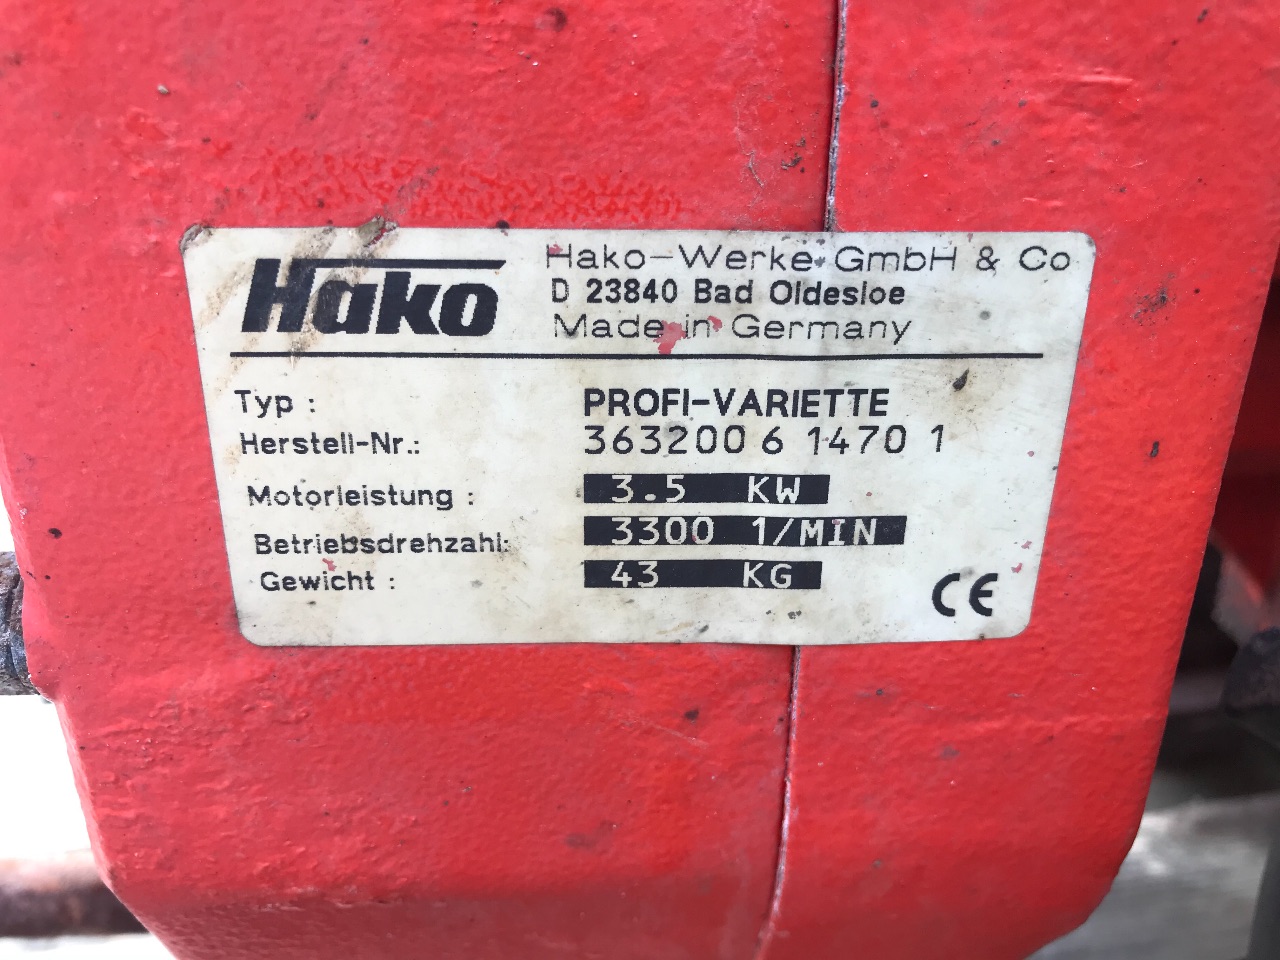 Hako
Hako-Werke GmbH & Co
D 23840 Bad Oldesloe
Made in Germany
Typ : PROFI-VARIETTE
Herstell-Nr.: 363200 6 1470 1
Motorleistung : 3.5 KW
Betriebsdrehzahl: 3300 1/MIN
Gewicht : 43 KG
CE